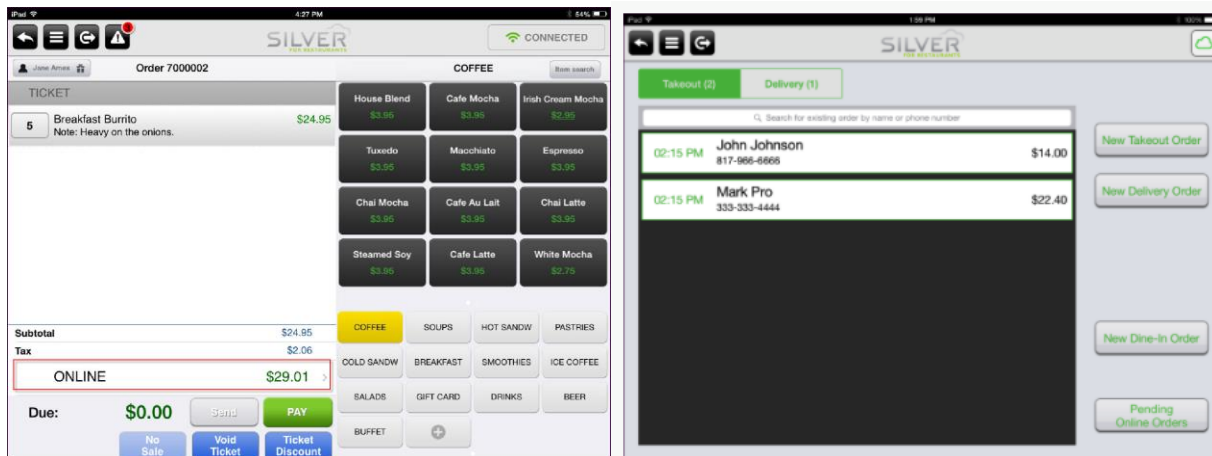 iPad
4:27 PM
54%
3
SILVER
FOR RESTAURANTS
CONNECTED
Jane Ames
Order 7000002
COFFEE
Item search
TICKET
5
Breakfast Burrito
$24.95
Note: Heavy on the onions.
Subtotal
$24.95
Tax
$2.06
ONLINE
$29.01
Due:
$0.00
Send
PAY
No Sale
Void Ticket
Ticket Discount
House Blend
$3.95
Cafe Mocha
$3.95
Irish Cream Mocha
$2.95
Tuxedo
$3.95
Macchiato
$3.95
Espresso
$3.95
Chai Mocha
$3.95
Cafe Au Lait
$3.95
Chai Latte
$3.95
Steamed Soy
$3.95
Cafe Latte
$3.95
White Mocha
$2.75
COFFEE
SOUPS
HOT SANDW
PASTRIES
COLD SANDW
BREAKFAST
SMOOTHIES
ICE COFFEE
SALADS
GIFT CARD
DRINKS
BEER
BUFFET
iPad
1:59 PM
100%
SILVER
FOR RESTAURANTS
Takeout (2)
Delivery (1)
Search for existing order by name or phone number
02:15 PM
John Johnson
817-966-6666
$14.00
02:15 PM
Mark Pro
333-333-4444
$22.40
New Takeout Order
New Delivery Order
New Dine-In Order
Pending
Online Orders